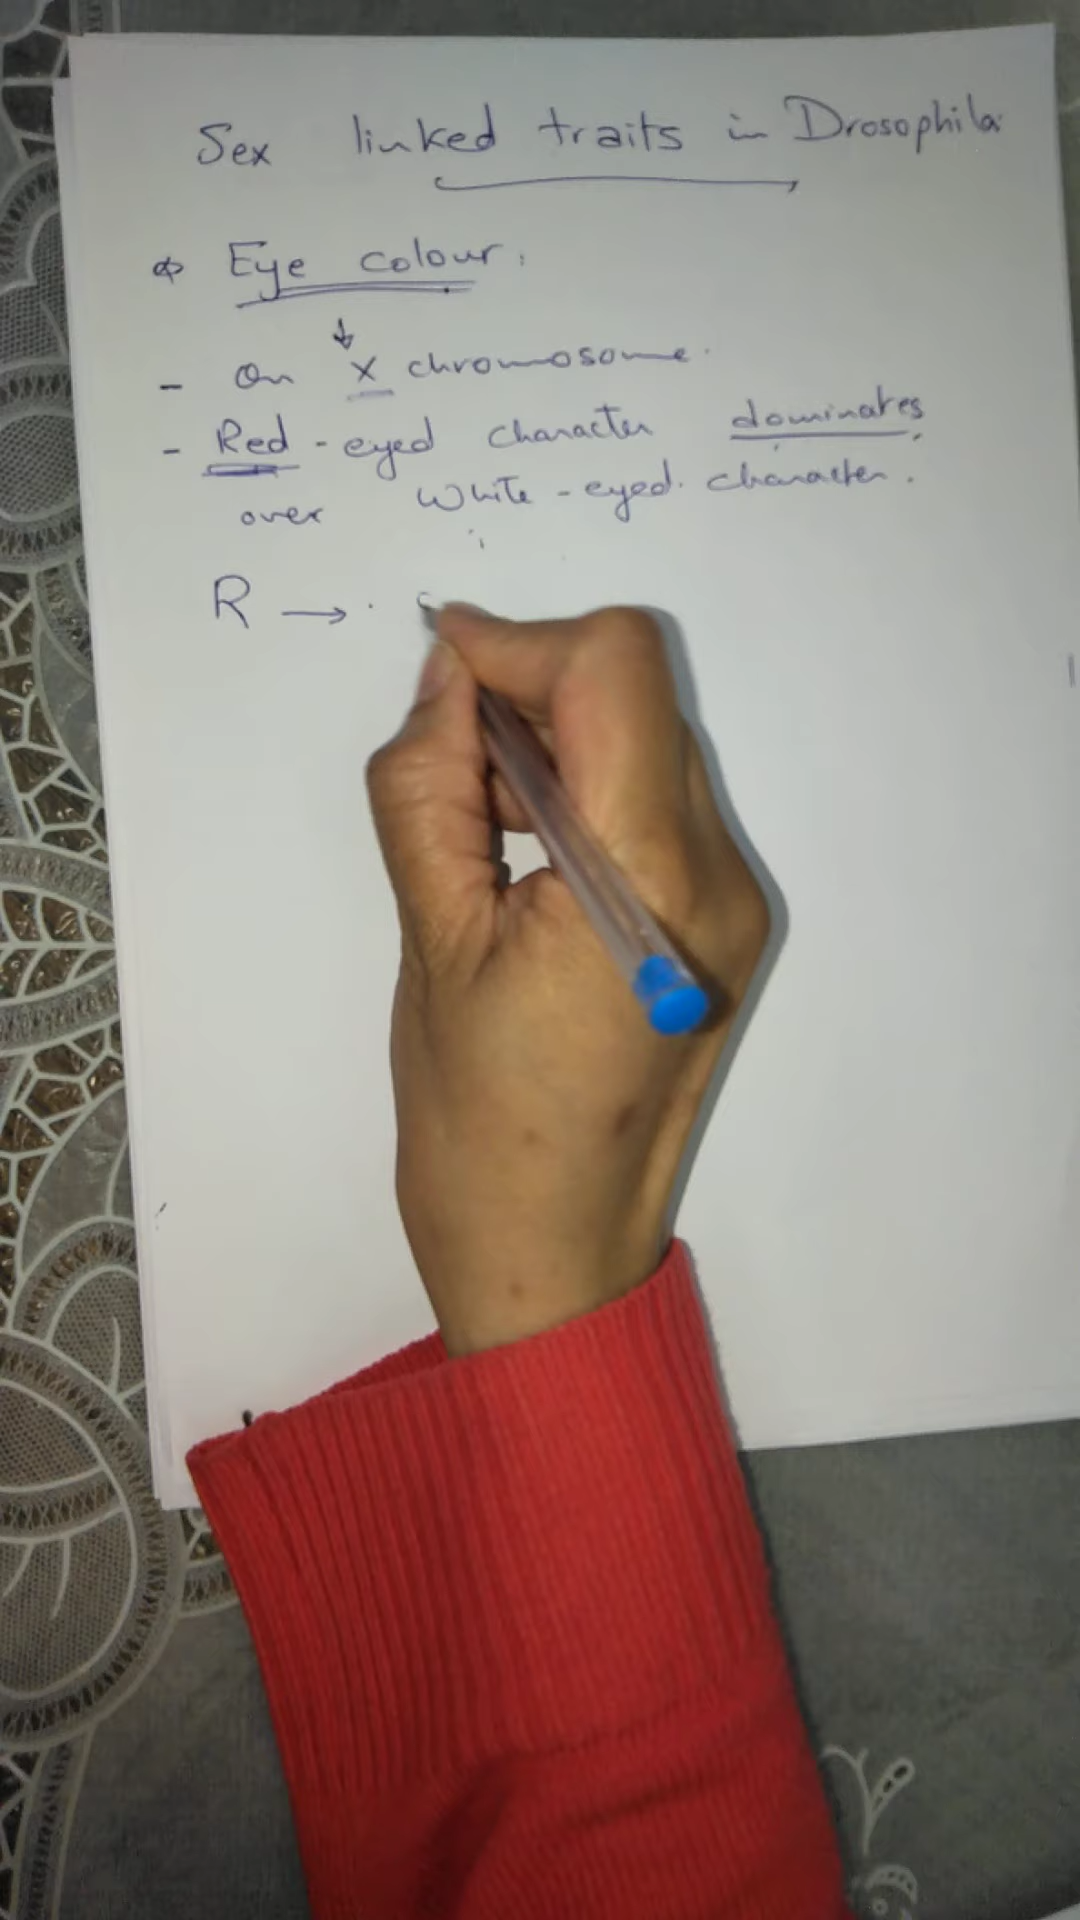 Sex linked traits in Drosophila
Eye colour.
- On X chromosome.
- Red-eyed character dominates
over white-eyed character.
R →